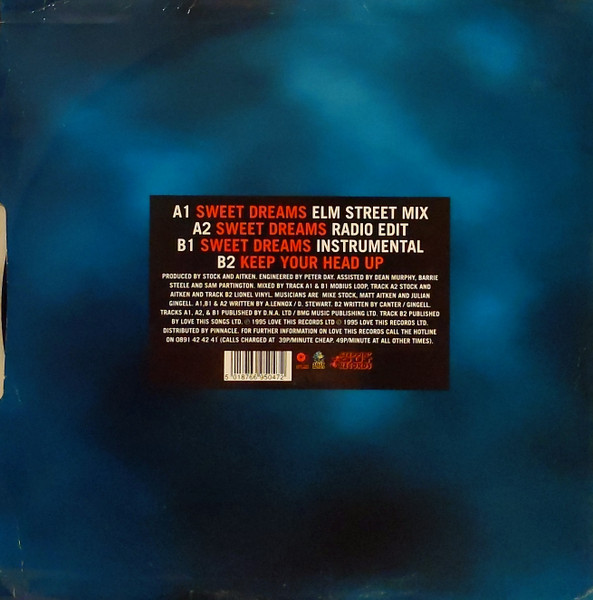 A1 SWEET DREAMS ELM STREET MIX
A2 SWEET DREAMS RADIO EDIT
B1 SWEET DREAMS INSTRUMENTAL
B2 KEEP YOUR HEAD UP
PRODUCED BY STOCK AND AITKEN. ENGINEERED BY PETER DAY. ASSISTED BY DEAN MURPHY, BARRIE
STEELE AND SAM PARTINGTON. MIXED BY TRACK A1 & B1 MOBIUS LOOP, TRACK A2 STOCK AND
AITKEN AND TRACK B2 LIONEL VINYL. MUSICIANS ARE MIKE STOCK, MATT AITKEN AND JULIAN
GINGELL. A1,B1 & A2 WRITTEN BY A.LENNOX / D. STEWART. B2 WRITTEN BY CANTER / GINGELL.
TRACKS A1, A2, & B1 PUBLISHED BY D.N.A. LTD / BMG MUSIC PUBLISHING LTD. TRACK B2 PUBLISHED
BY LOVE THIS SONGS LTD. ℗ 1995 LOVE THIS RECORDS LTD © 1995 LOVE THIS RECORDS LTD.
DISTRIBUTED BY PINNACLE. FOR FURTHER INFORMATION ON LOVE THIS RECORDS CALL THE HOTLINE
ON 0891 42 42 41 (CALLS CHARGED AT 39P/MINUTE CHEAP. 49P/MINUTE AT ALL OTHER TIMES).
5 018766 950472
RECORDS